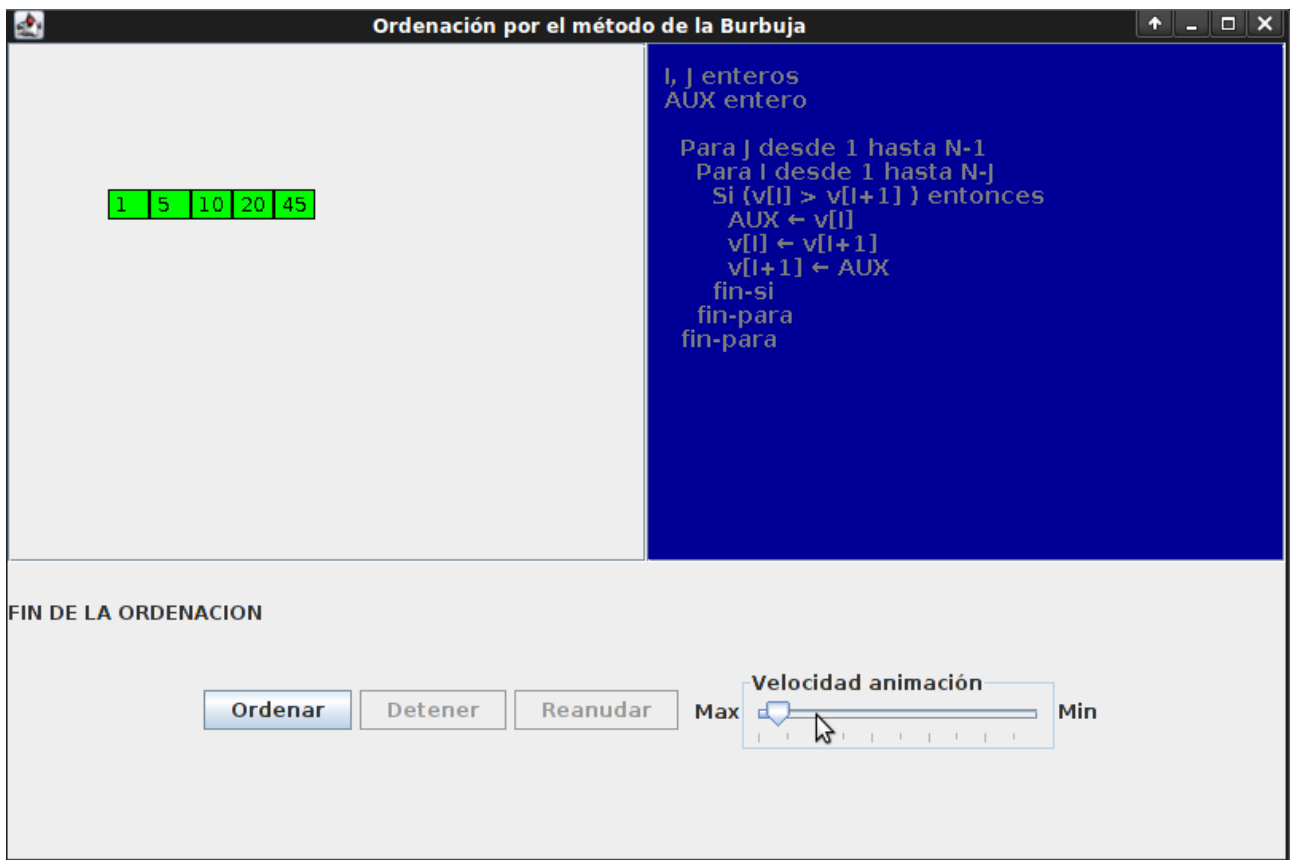 Ordenación por el método de la Burbuja
1 5 10 20 45
I, J enteros
AUX entero
Para J desde 1 hasta N-1
Para I desde 1 hasta N-J
Si (v[I] > v[I+1] ) entonces
AUX ← v[I]
v[I] ← v[I+1]
v[I+1] ← AUX
fin-si
fin-para
fin-para
FIN DE LA ORDENACION
Velocidad animación
Ordenar Detener Reanudar Max Min